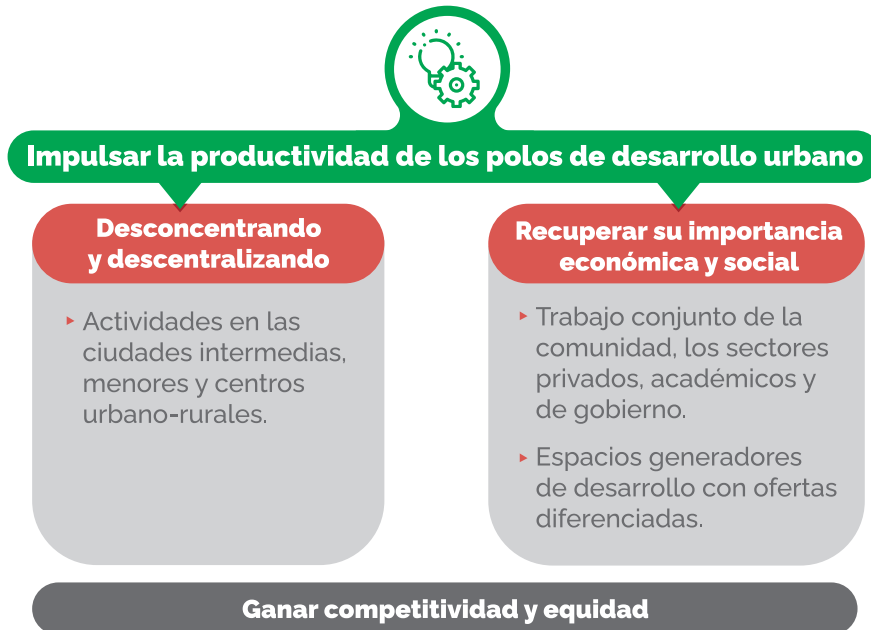 Impulsar la productividad de los polos de desarrollo urbano
Desconcentrando
y descentralizando
▸ Actividades en las
ciudades intermedias,
menores y centros
urbano-rurales.
Recuperar su importancia
económica y social
▸ Trabajo conjunto de la
comunidad, los sectores
privados, académicos y
de gobierno.
▸ Espacios generadores
de desarrollo con ofertas
diferenciadas.
Ganar competitividad y equidad